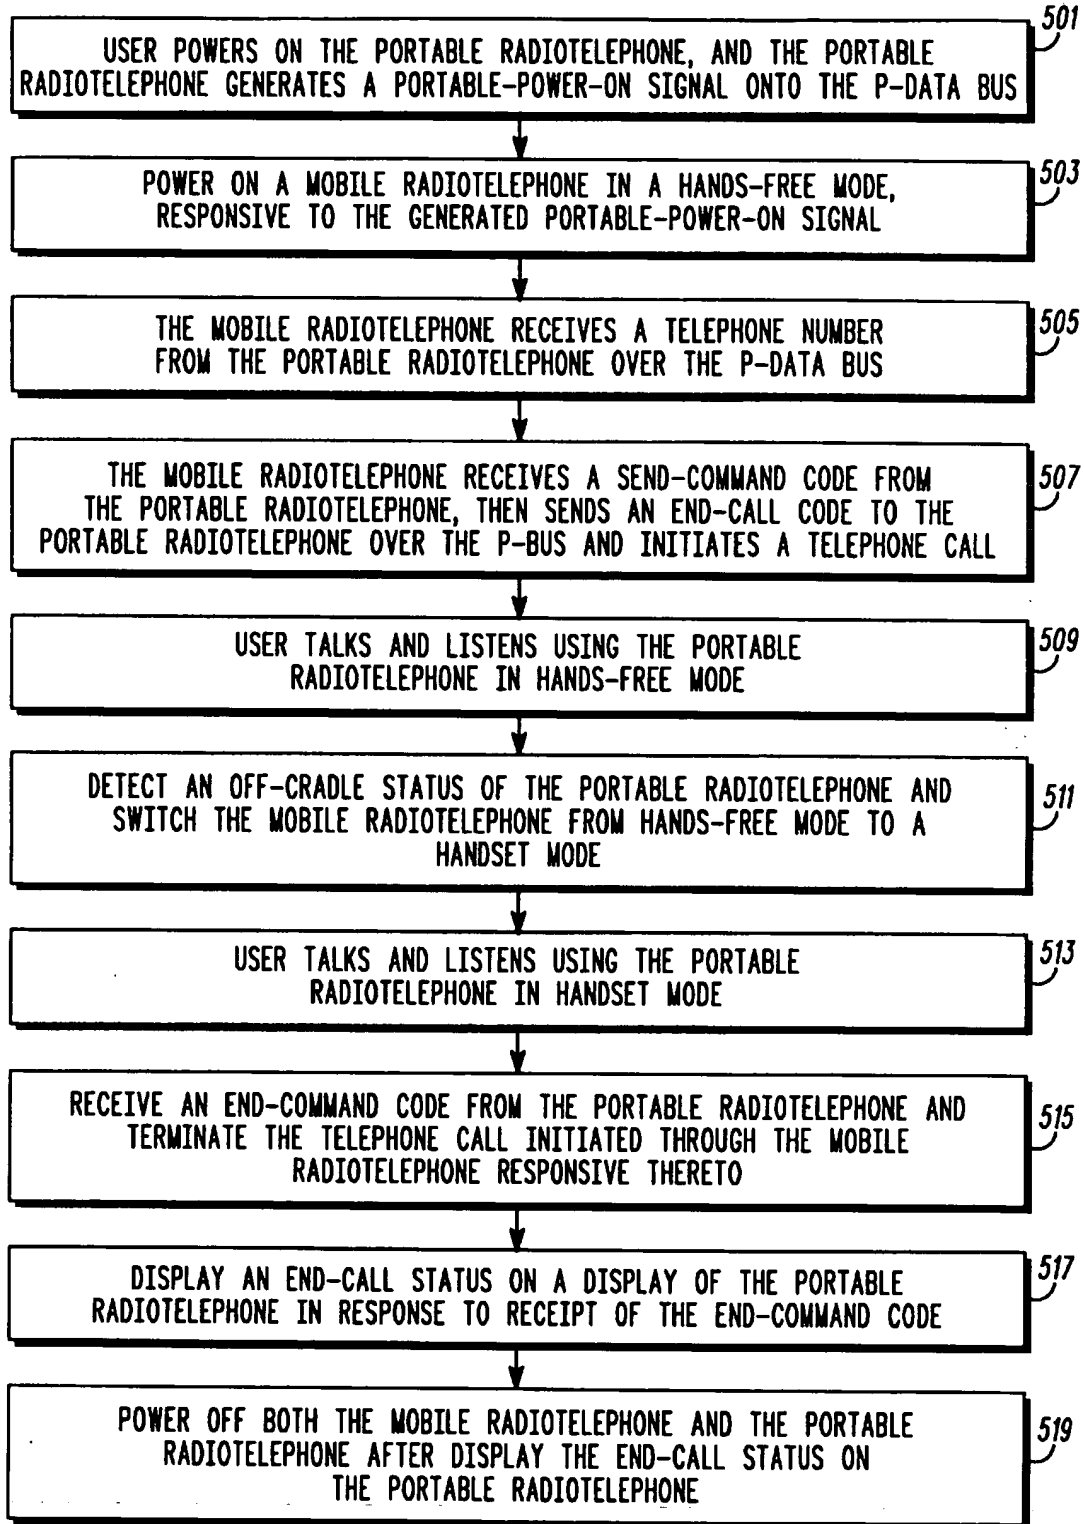 501
USER POWERS ON THE PORTABLE RADIOTELEPHONE, AND THE PORTABLE
RADIOTELEPHONE GENERATES A PORTABLE-POWER-ON SIGNAL ONTO THE P-DATA BUS
503
POWER ON A MOBILE RADIOTELEPHONE IN A HANDS-FREE MODE,
RESPONSIVE TO THE GENERATED PORTABLE-POWER-ON SIGNAL
505
THE MOBILE RADIOTELEPHONE RECEIVES A TELEPHONE NUMBER
FROM THE PORTABLE RADIOTELEPHONE OVER THE P-DATA BUS
507
THE MOBILE RADIOTELEPHONE RECEIVES A SEND-COMMAND CODE FROM
THE PORTABLE RADIOTELEPHONE, THEN SENDS AN END-CALL CODE TO THE
PORTABLE RADIOTELEPHONE OVER THE P-BUS AND INITIATES A TELEPHONE CALL
509
USER TALKS AND LISTENS USING THE PORTABLE
RADIOTELEPHONE IN HANDS-FREE MODE
511
DETECT AN OFF-CRADLE STATUS OF THE PORTABLE RADIOTELEPHONE AND
SWITCH THE MOBILE RADIOTELEPHONE FROM HANDS-FREE MODE TO A
HANDSET MODE
513
USER TALKS AND LISTENS USING THE PORTABLE
RADIOTELEPHONE IN HANDSET MODE
515
RECEIVE AN END-COMMAND CODE FROM THE PORTABLE RADIOTELEPHONE AND
TERMINATE THE TELEPHONE CALL INITIATED THROUGH THE MOBILE
RADIOTELEPHONE RESPONSIVE THERETO
517
DISPLAY AN END-CALL STATUS ON A DISPLAY OF THE PORTABLE
RADIOTELEPHONE IN RESPONSE TO RECEIPT OF THE END-COMMAND CODE
519
POWER OFF BOTH THE MOBILE RADIOTELEPHONE AND THE PORTABLE
RADIOTELEPHONE AFTER DISPLAY THE END-CALL STATUS ON
THE PORTABLE RADIOTELEPHONE